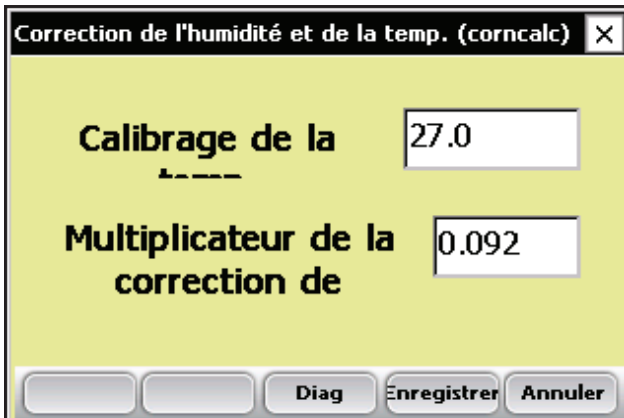 Correction de l'humidité et de la temp. (corncalc)
Calibrage de la
27.0
Multiplicateur de la
correction de
0.092
Diag Enregistrer Annuler